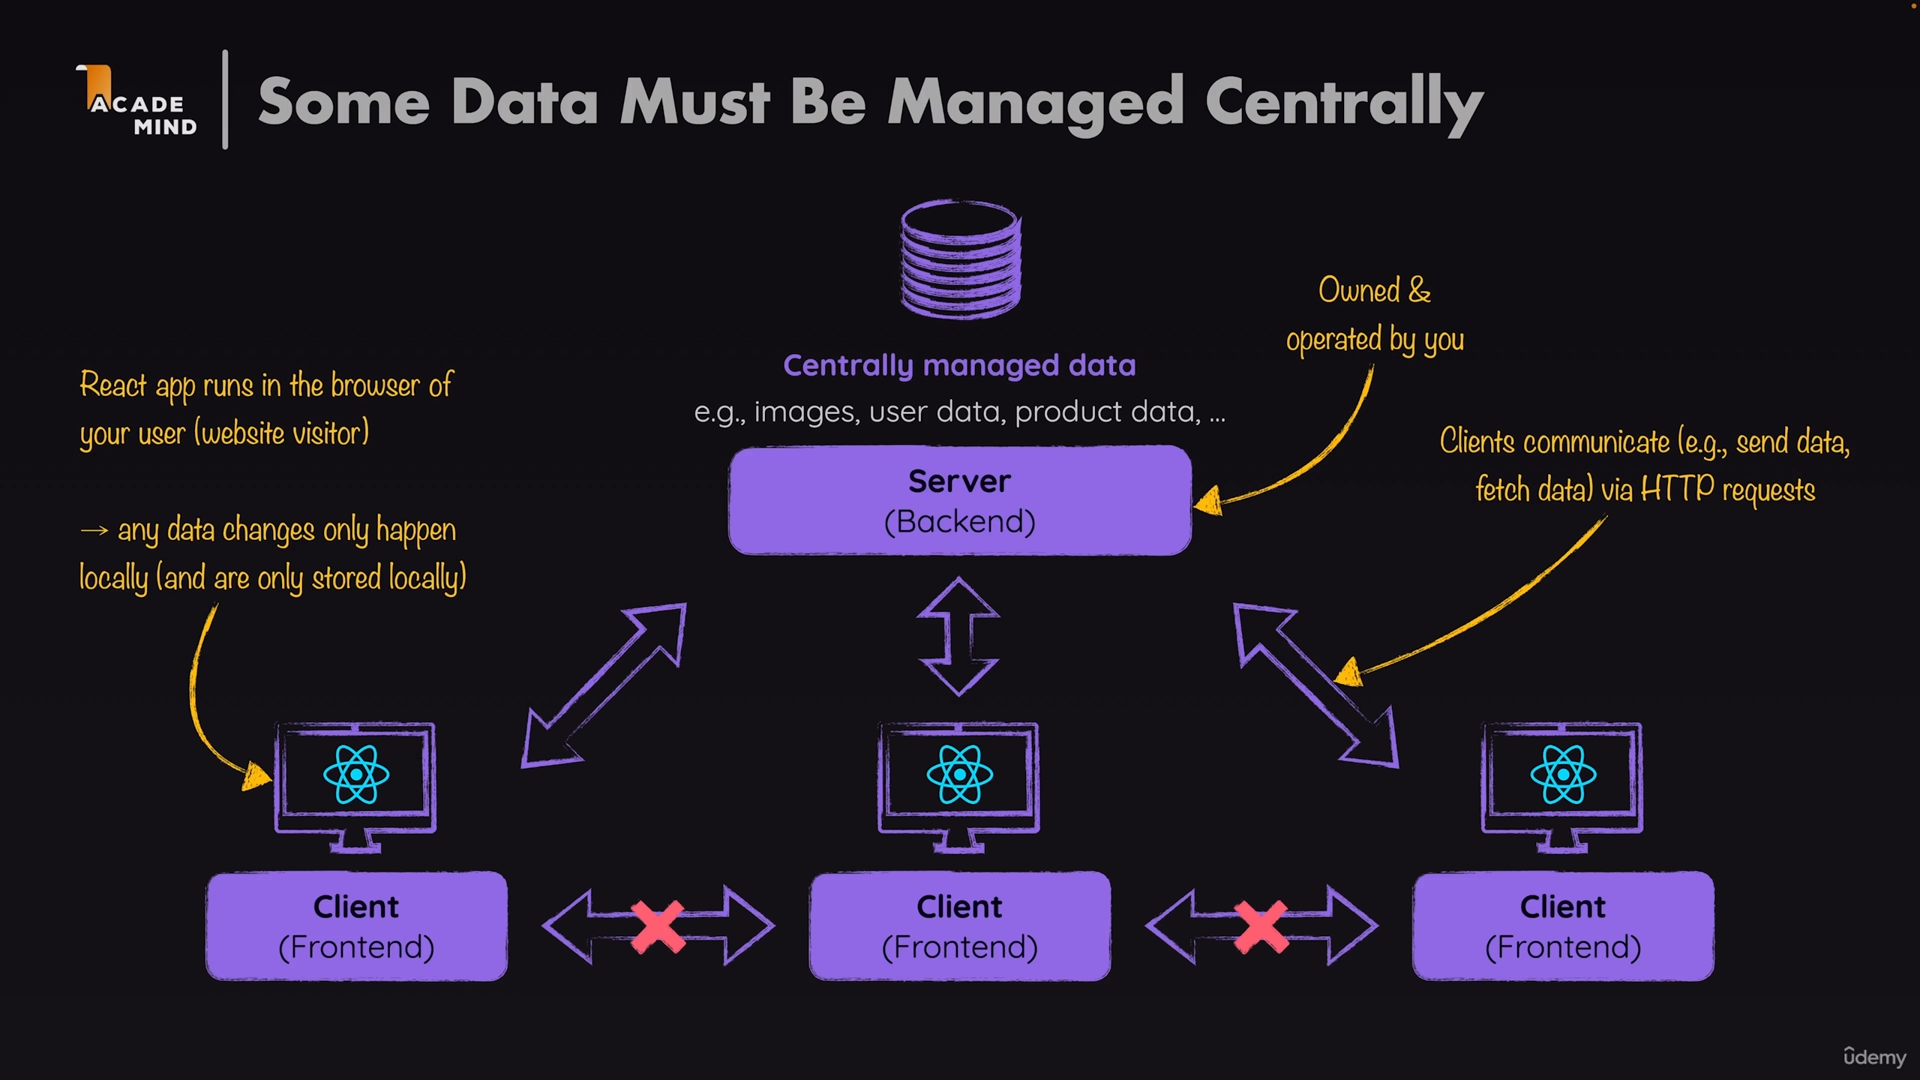 ACADE
MIND
Some Data Must Be Managed Centrally
Owned &
operated by you
Centrally managed data
e.g., images, user data, product data, ...
React app runs in the browser of
your user (website visitor)
→ any data changes only happen
locally (and are only stored locally)
Clients communicate (e.g., send data,
fetch data) via HTTP requests
Server
(Backend)
Client
(Frontend)
Client
(Frontend)
Client
(Frontend)
ûdemy